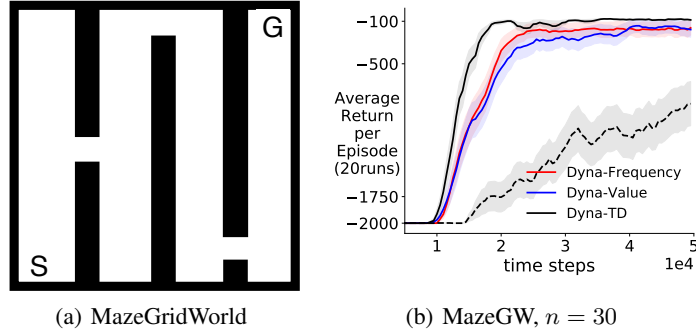 G
S
(a) MazeGridWorld
−100
−500
Average
Return
per
Episode
(20runs)
−1750
−2000
Dyna-Frequency
Dyna-Value
Dyna-TD
1 2 3 4 5
time steps 1e4
(b) MazeGW, n = 30